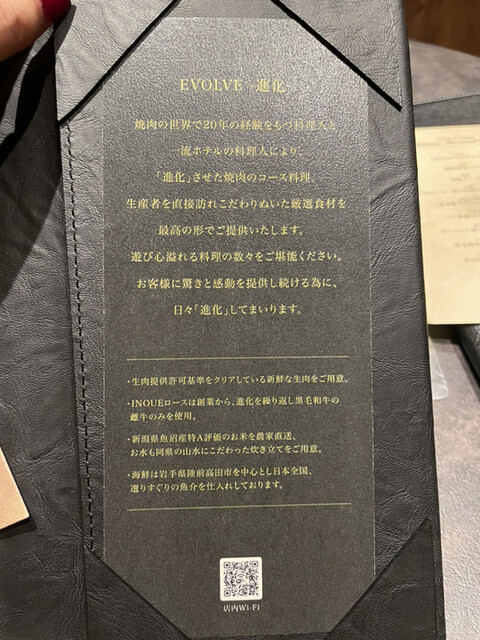 EVOLVE -進化-
焼肉の世界で20年の経験をもつ料理人と
一流ホテルの料理人により、
「進化」させた焼肉のコース料理。
生産者を直接訪れこだわりぬいた厳選食材を
最高の形でご提供いたします。
遊び心溢れる料理の数々をご堪能ください。
お客様に驚きと感動を提供し続ける為に、
日々「進化」してまいります。
・生肉提供許可基準をクリアしている新鮮な生肉をご用意。
・INOUEロースは創業から、進化を繰り返し黒毛和牛の
雌牛のみを使用。
・新潟県魚沼産特A評価のお米を農家直送、
お水も同県の山水にこだわった炊き立てをご用意。
・海鮮は岩手県陸前高田市を中心とし日本全国、
選りすぐりの魚介を仕入れしております。
店内Wi-Fi